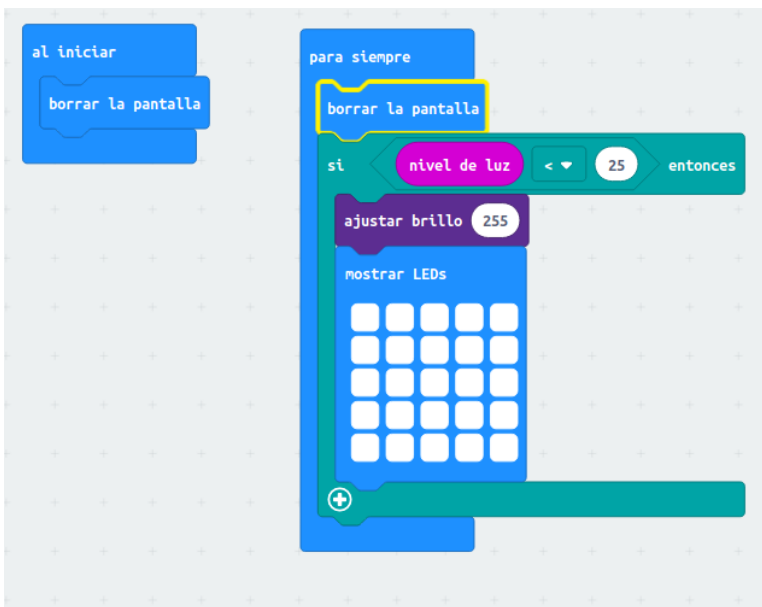 al iniciar
borrar la pantalla
para siempre
borrar la pantalla
si nivel de luz < 25 entonces
ajustar brillo 255
mostrar LEDs